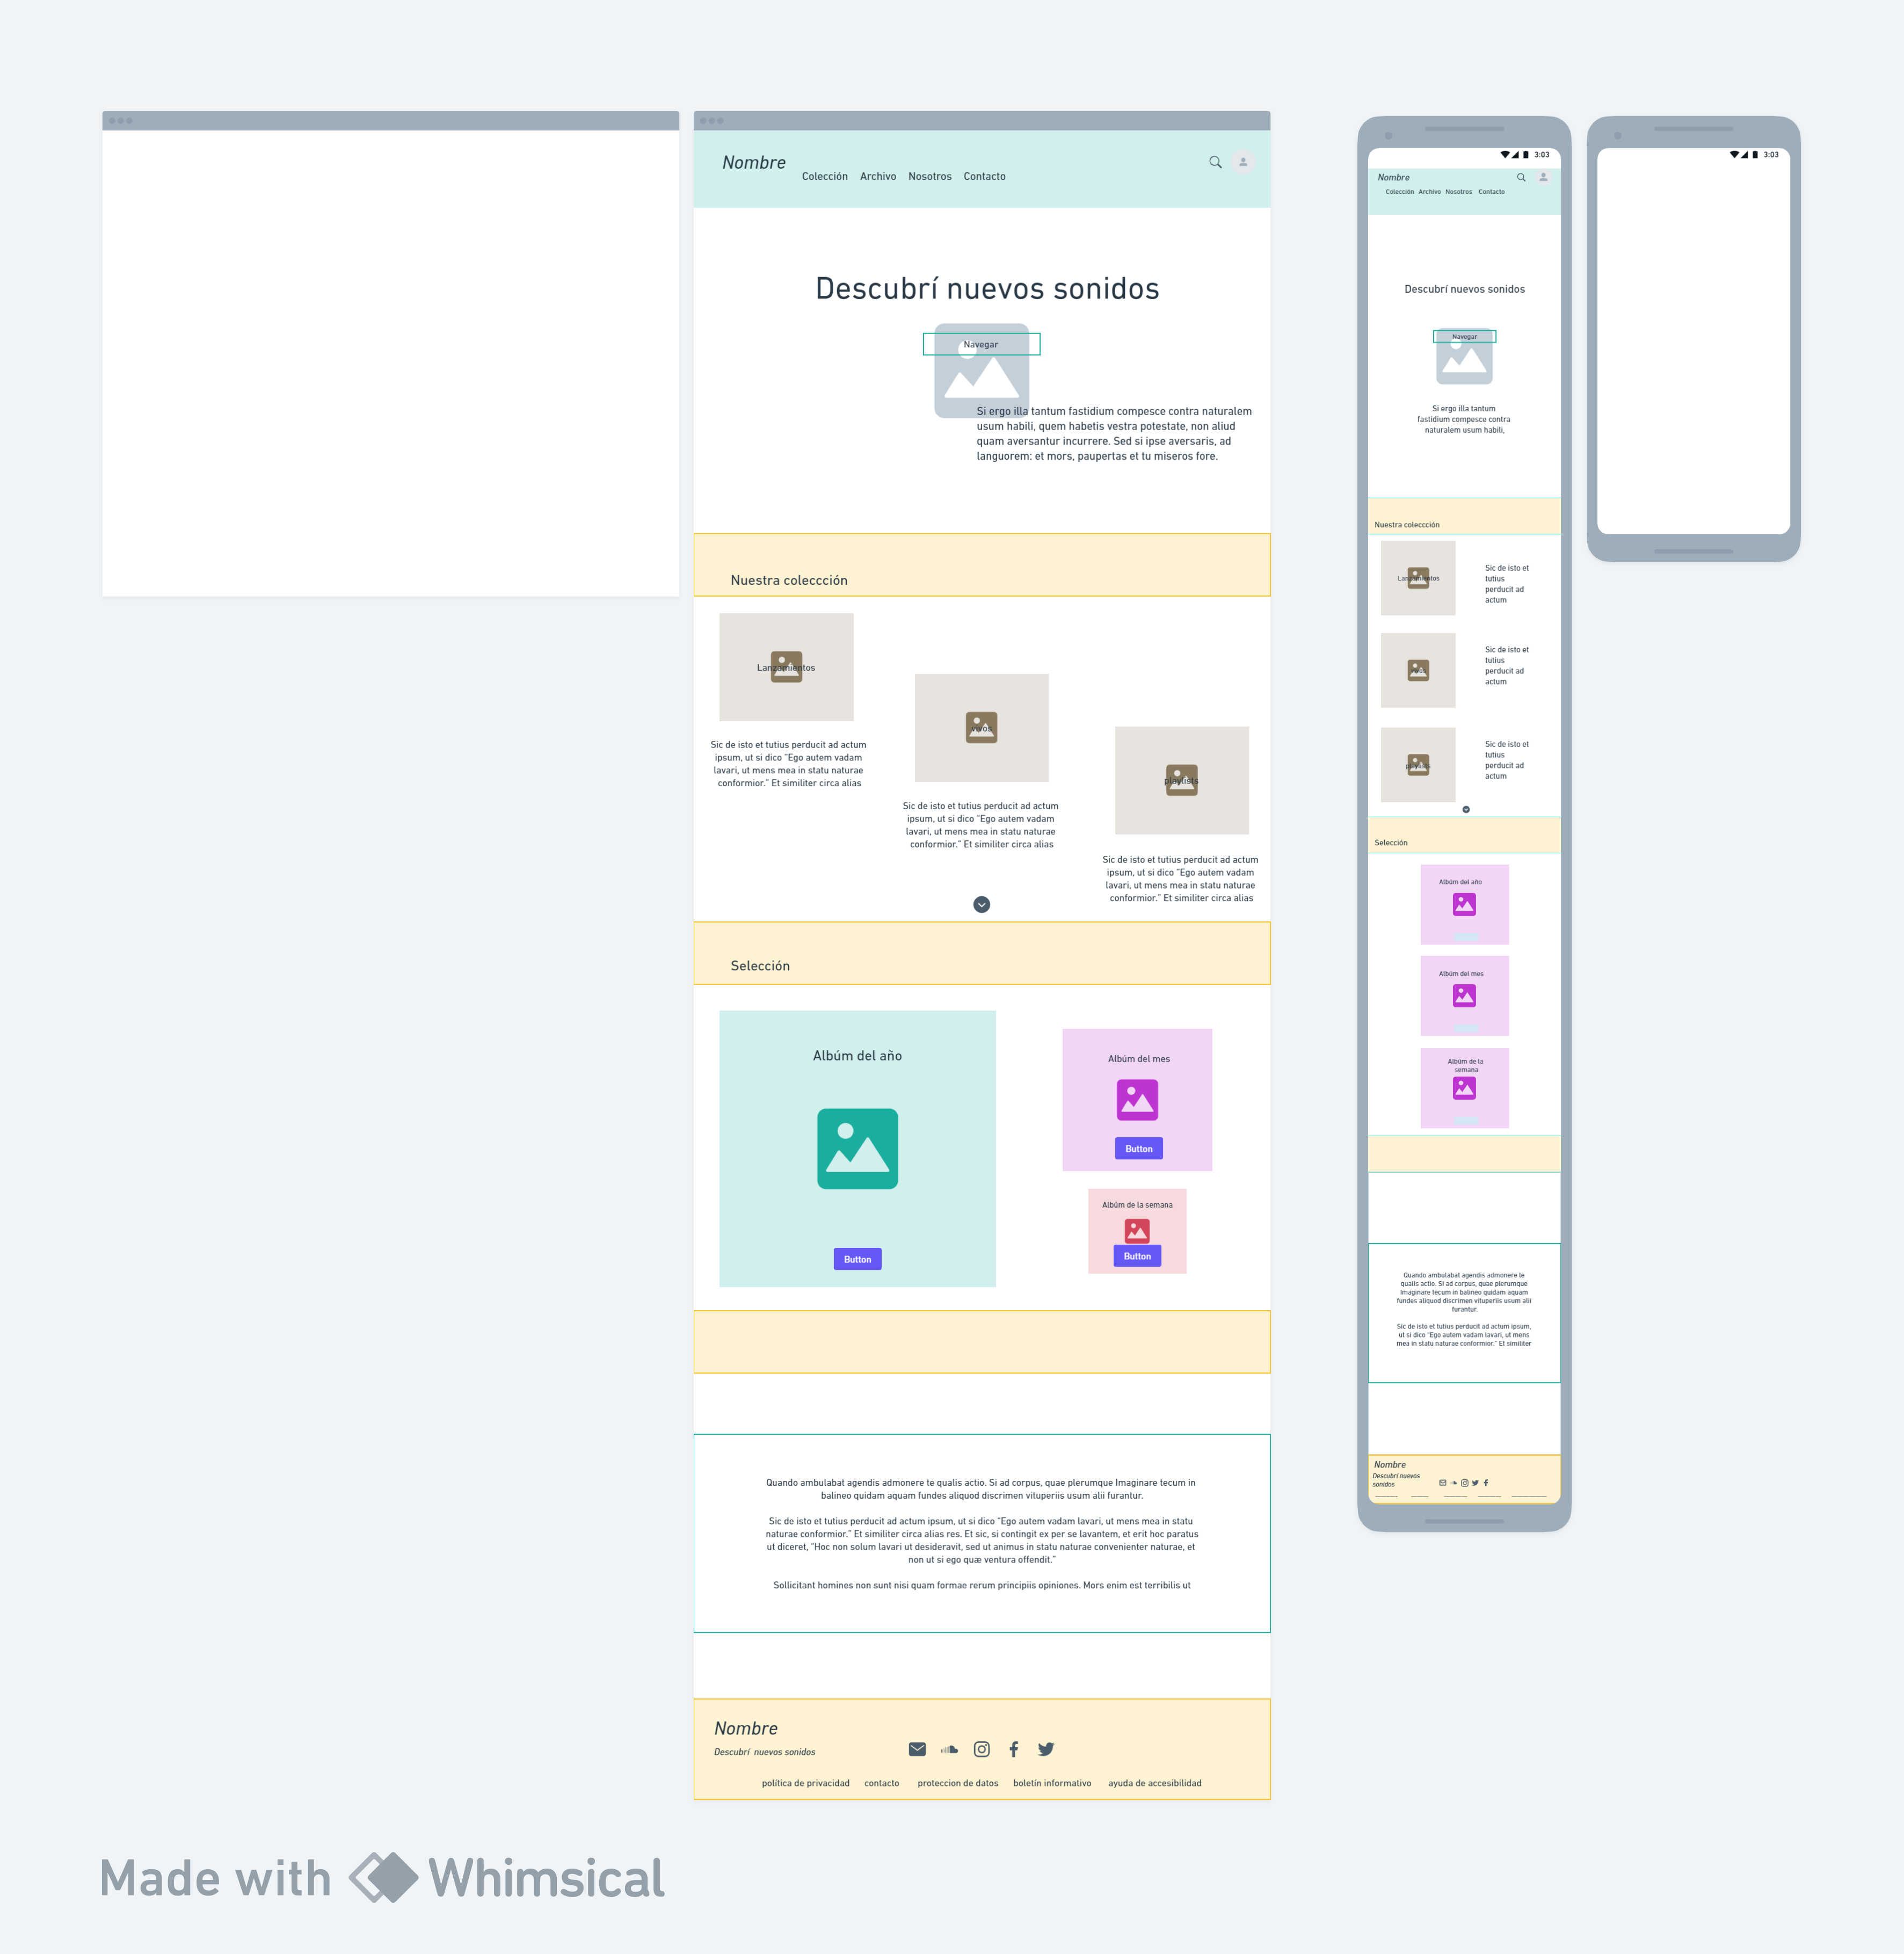 Nombre
Colección Archivo Nosotros Contacto
Descubrí nuevos sonidos
Navegar
Si ergo illa tantum fastidium compesce contra naturalem
usum habili, quem habetis vestra potestate, non aliud
quam aversantur incurrere. Sed si ipse aversaris, ad
languorem: et mors, paupertas et tu miseros fore.
Nuestra coleccción
Lanzamientos
Sic de isto et tutius perducit ad actum
ipsum, ut si dico “Ego autem vadam
lavari, ut mens mea in statu naturae
conformior.” Et similiter circa alias
vivos
Sic de isto et tutius perducit ad actum
ipsum, ut si dico “Ego autem vadam
lavari, ut mens mea in statu naturae
conformior.” Et similiter circa alias
playlists
Sic de isto et tutius perducit ad actum
ipsum, ut si dico “Ego autem vadam
lavari, ut mens mea in statu naturae
conformior.” Et similiter circa alias
Selección
Albúm del año
Button
Albúm del mes
Button
Albúm de la semana
Button
Quando ambulabat agendis admonere te qualis actio. Si ad corpus, quae plerumque Imaginare tecum in
balineo quidam aquam fundes aliquod discrimen vituperiis usum alii furantur.
Sic de isto et tutius perducit ad actum ipsum, ut si dico “Ego autem vadam lavari, ut mens mea in statu
naturae conformior.” Et similiter circa alias res. Et sic, si contingit ex per se lavantem, et erit hoc paratus
ut diceret, “Hoc non solum lavari ut desideravit, sed ut animus in statu naturae convenienter naturae, et
non ut si ego quæ ventura offendit.”
Sollicitant homines non sunt nisi quam formae rerum principiis opiniones. Mors enim est terribilis ut
Nombre
Descubrí nuevos sonidos
política de privacidad contacto proteccion de datos boletín informativo ayuda de accesibilidad
3:03
Nombre
Colección Archivo Nosotros Contacto
Descubrí nuevos sonidos
Navegar
Si ergo illa tantum
fastidium compesce contra
naturalem usum habili,
Nuestra coleccción
Lanzamientos
Sic de isto et
tutius
perducit ad
actum
vivos
Sic de isto et
tutius
perducit ad
actum
playlists
Sic de isto et
tutius
perducit ad
actum
Selección
Albúm del año
Albúm del mes
Albúm de la
semana
Quando ambulabat agendis admonere te
qualis actio. Si ad corpus, quae plerumque
Imaginare tecum in balineo quidam aquam
fundes aliquod discrimen vituperiis usum alii
furantur.
Sic de isto et tutius perducit ad actum ipsum,
ut si dico “Ego autem vadam lavari, ut mens
mea in statu naturae conformior.” Et similiter
Nombre
Descubrí nuevos
sonidos
3:03
Made with Whimsical